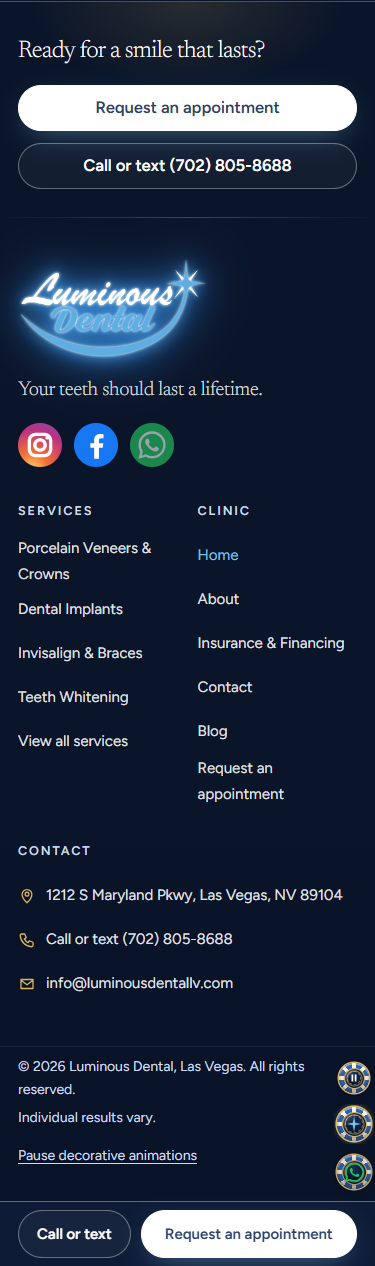 Ready for a smile that lasts?
Request an appointment
Call or text (702) 805-8688
Luminous
Dental
Your teeth should last a lifetime.
SERVICES
Porcelain Veneers &
Crowns
Dental Implants
Invisalign & Braces
Teeth Whitening
View all services
CLINIC
Home
About
Insurance & Financing
Contact
Blog
Request an
appointment
CONTACT
1212 S Maryland Pkwy, Las Vegas, NV 89104
Call or text (702) 805-8688
info@luminousdentallv.com
© 2026 Luminous Dental, Las Vegas. All rights
reserved.
Individual results vary.
Pause decorative animations
Call or text
Request an appointment